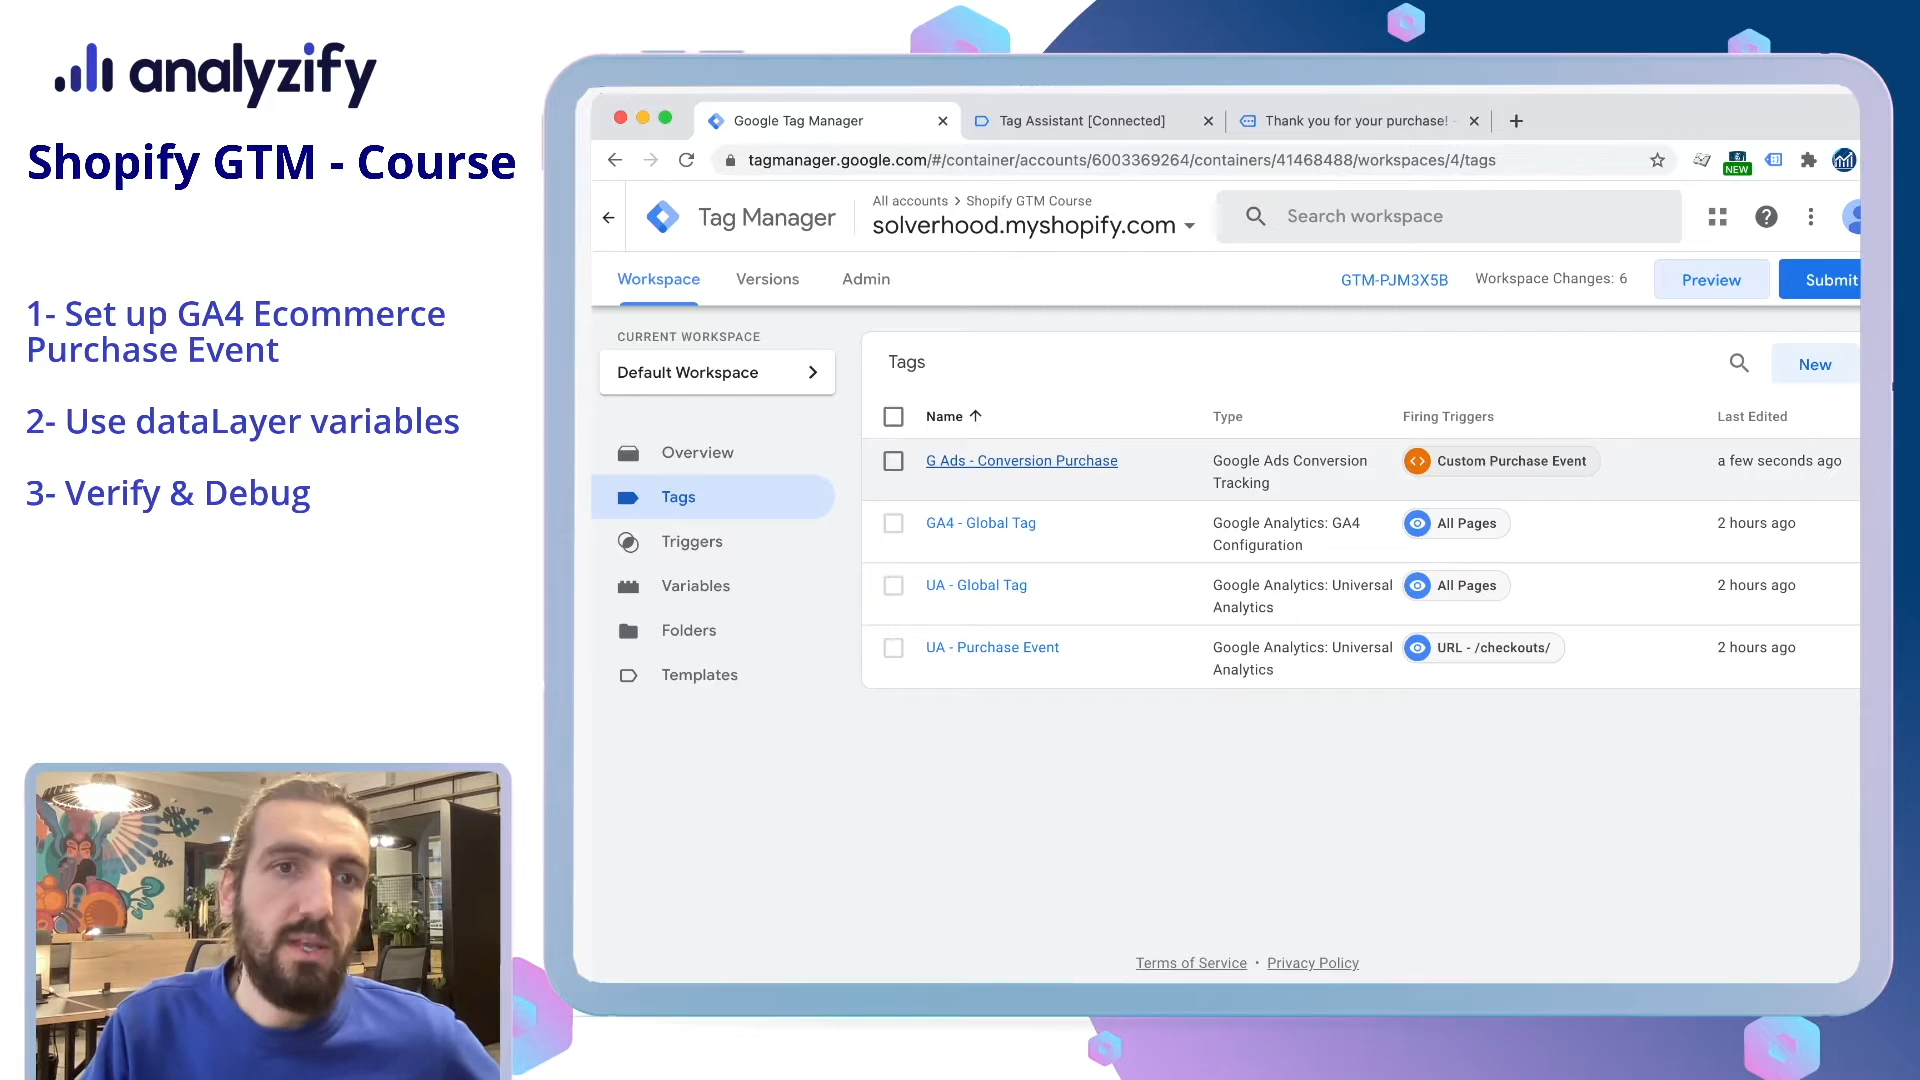 analyzify
Shopify GTM - Course
1- Set up GA4 Ecommerce
Purchase Event
2- Use dataLayer variables
3- Verify & Debug
Google Tag Manager
Tag Assistant [Connected]
Thank you for your purchase! -
tagmanager.google.com/#/container/accounts/6003369264/containers/41468488/workspaces/4/tags
NEW
Tag Manager
All accounts > Shopify GTM Course
solverhood.myshopify.com
Search workspace
Workspace
Versions
Admin
GTM-PJM3X5B
Workspace Changes: 6
Preview
Submit
CURRENT WORKSPACE
Default Workspace
Overview
Tags
Triggers
Variables
Folders
Templates
Tags
New
Name
Type
Firing Triggers
Last Edited
G Ads - Conversion Purchase
Google Ads Conversion
Tracking
Custom Purchase Event
a few seconds ago
GA4 - Global Tag
Google Analytics: GA4
Configuration
All Pages
2 hours ago
UA - Global Tag
Google Analytics: Universal
Analytics
All Pages
2 hours ago
UA - Purchase Event
Google Analytics: Universal
Analytics
URL - /checkouts/
2 hours ago
Terms of Service · Privacy Policy